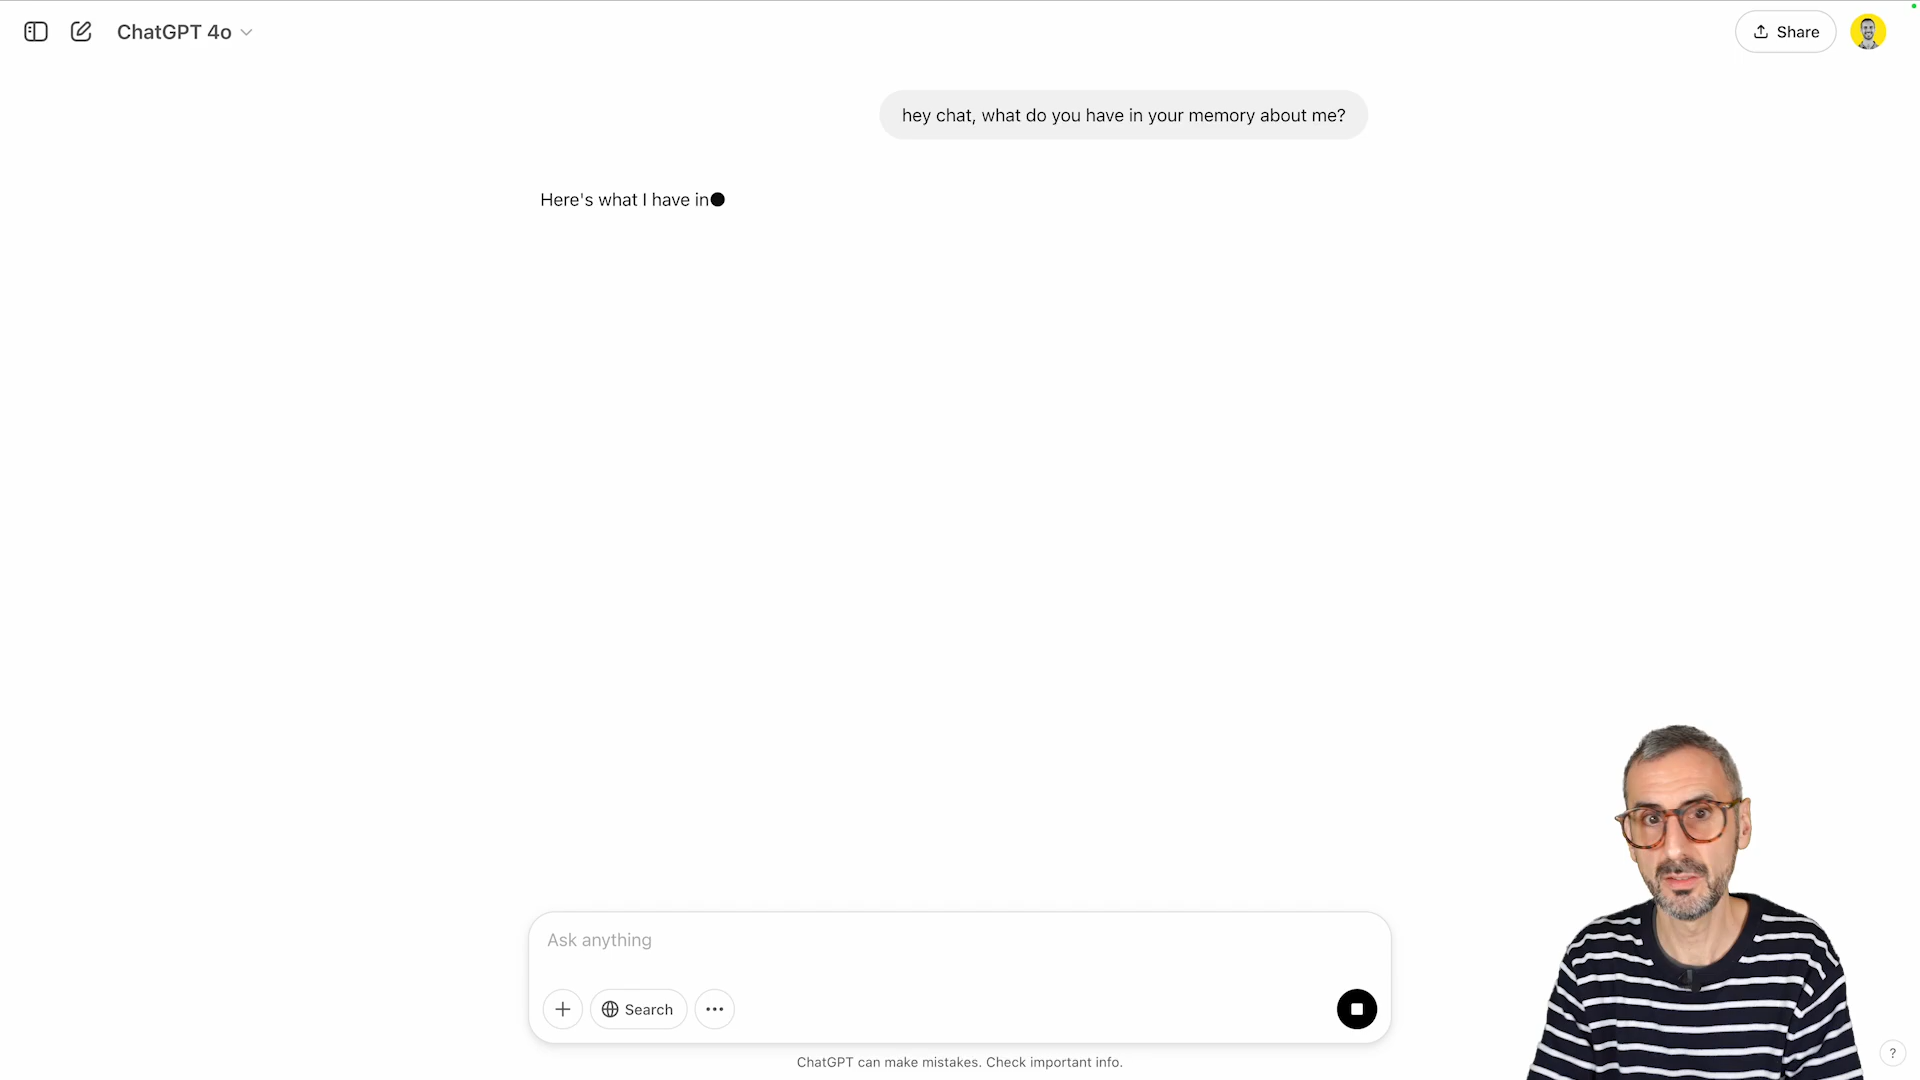 ChatGPT 4o
Share
hey chat, what do you have in your memory about me?
Here's what I have in
Ask anything
Search
ChatGPT can make mistakes. Check important info.
?